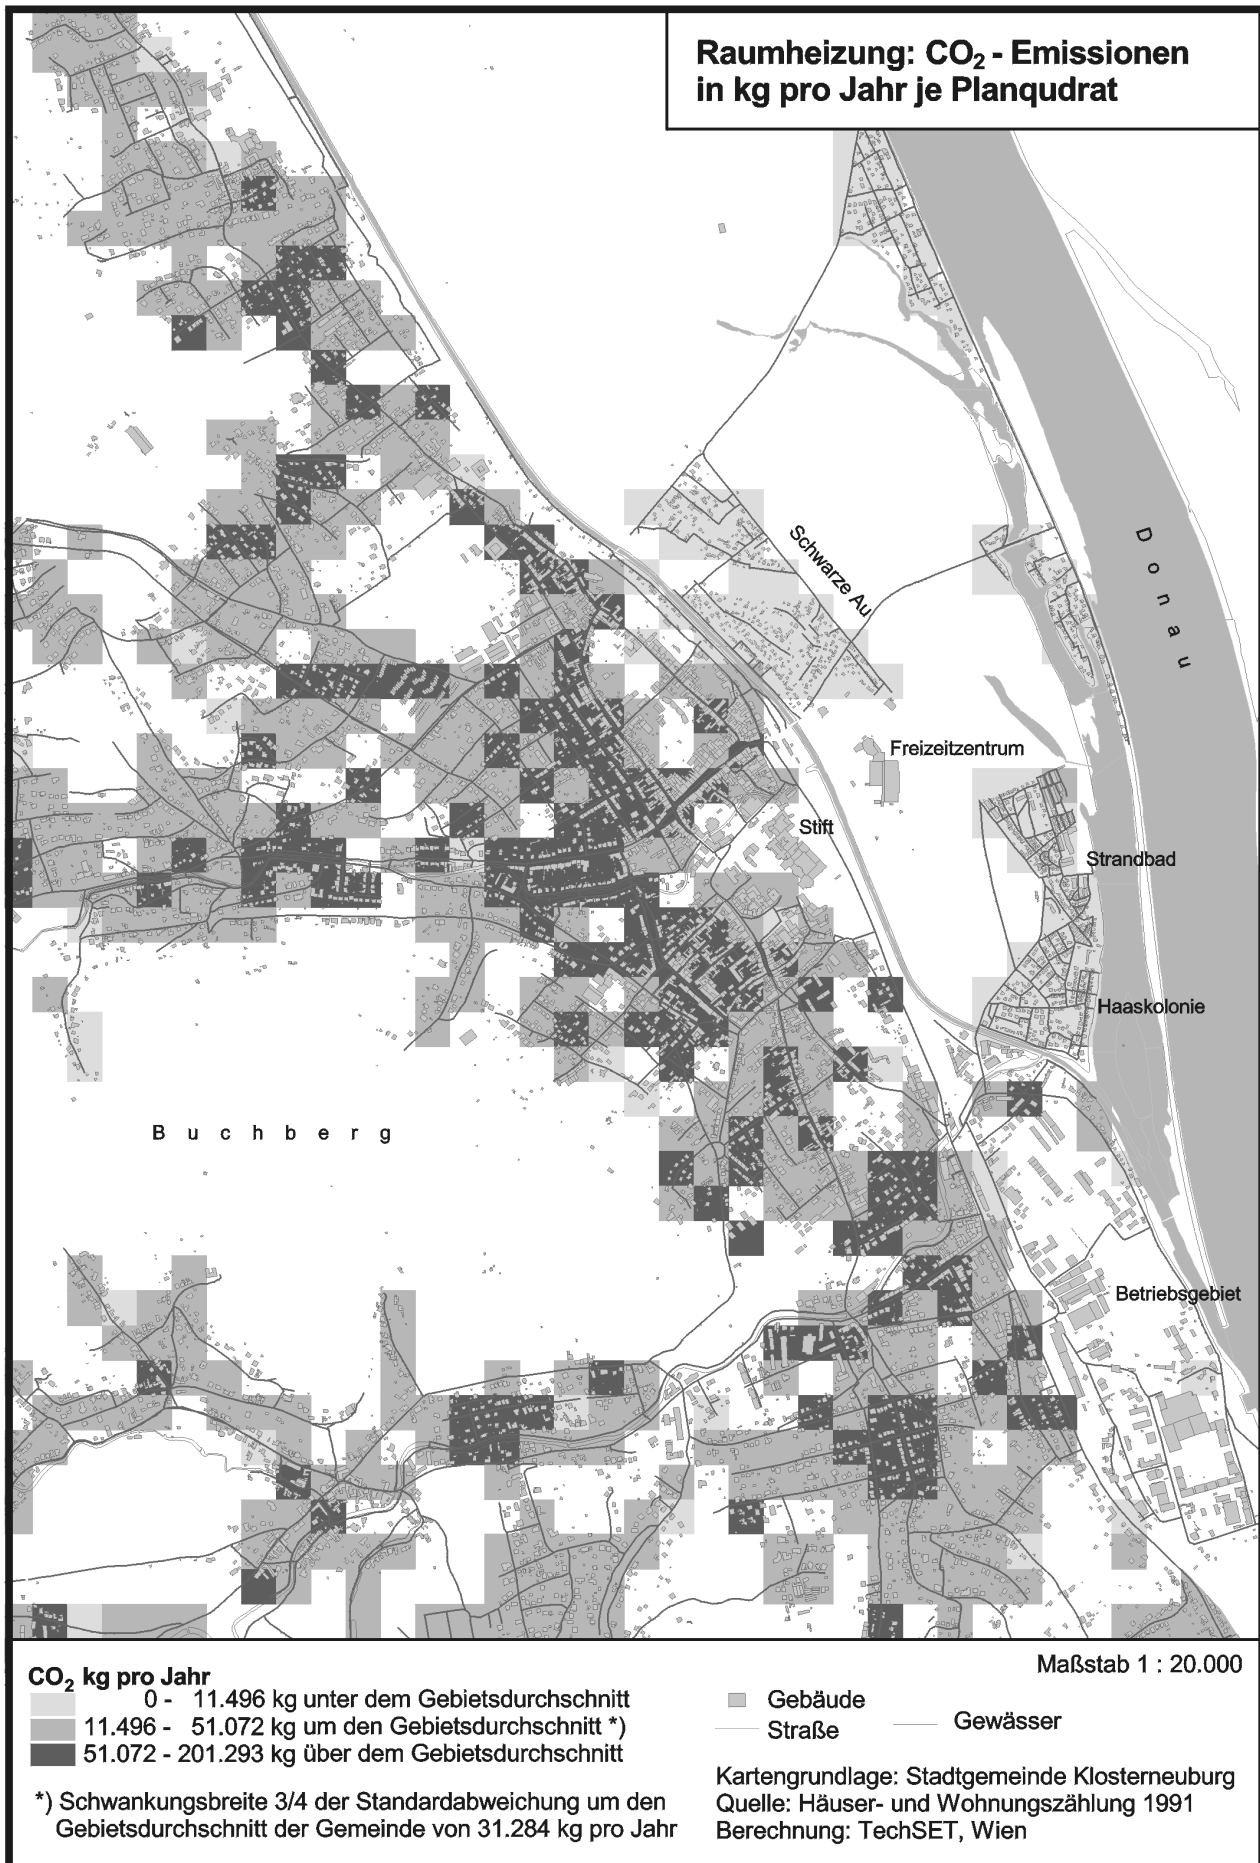 Raumheizung: CO₂ - Emissionen
in kg pro Jahr je Planqudrat
Schwarze Au
Donau
Freizeitzentrum
Stift
Strandbad
Haaskolonie
Buchberg
Betriebsgebiet
Maßstab 1 : 20.000
CO₂ kg pro Jahr
0 - 11.496 kg unter dem Gebietsdurchschnitt
11.496 - 51.072 kg um den Gebietsdurchschnitt *)
51.072 - 201.293 kg über dem Gebietsdurchschnitt
*) Schwankungsbreite 3/4 der Standardabweichung um den
Gebietsdurchschnitt der Gemeinde von 31.284 kg pro Jahr
Gebäude
Straße
Gewässer
Kartengrundlage: Stadtgemeinde Klosterneuburg
Quelle: Häuser- und Wohnungszählung 1991
Berechnung: TechSET, Wien